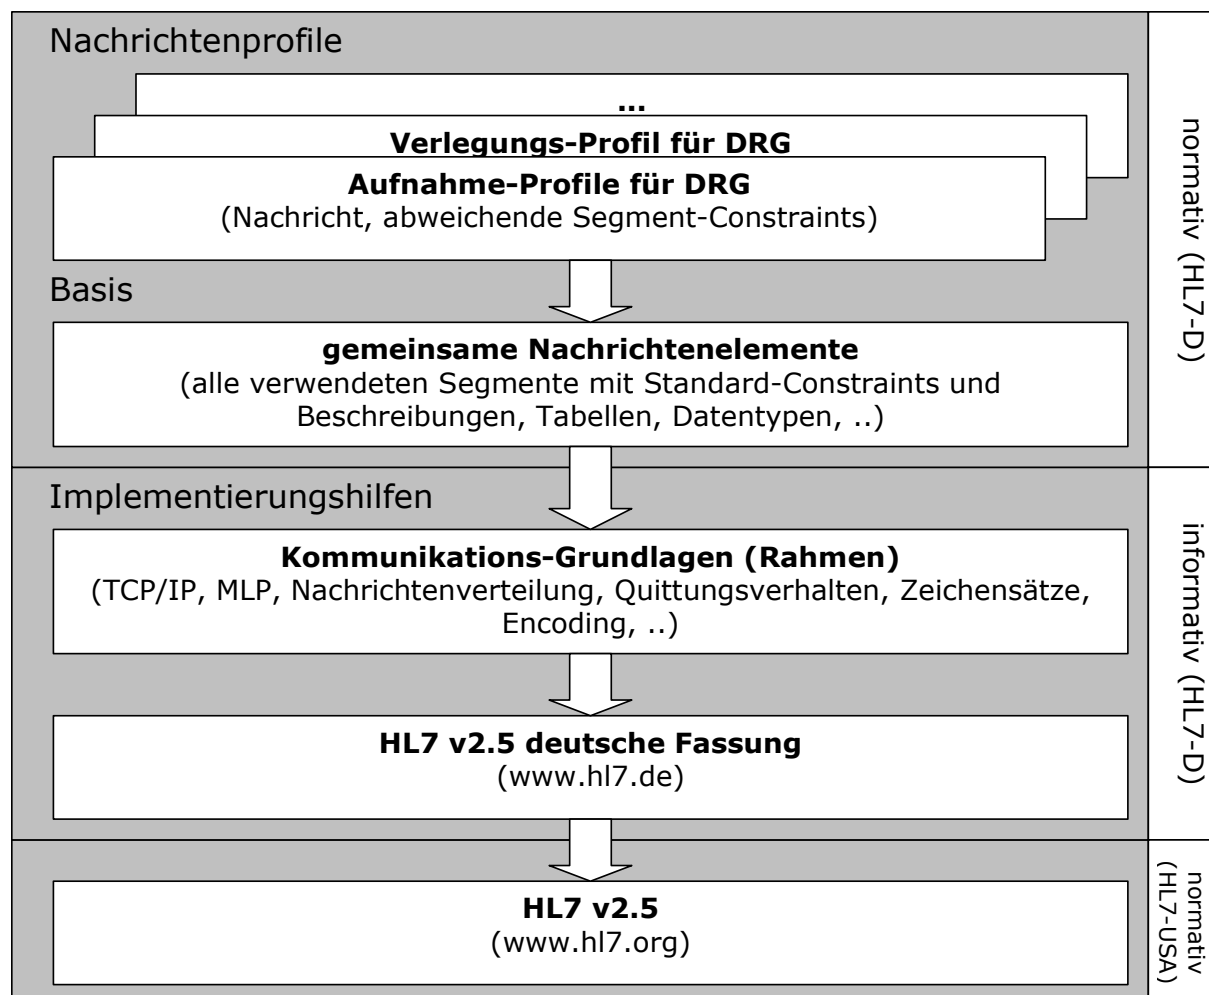 Nachrichtenprofile
...
Verlegungs-Profil für DRG
Aufnahme-Profile für DRG
(Nachricht, abweichende Segment-Constraints)
Basis
gemeinsame Nachrichtenelemente
(alle verwendeten Segmente mit Standard-Constraints und
Beschreibungen, Tabellen, Datentypen, ..)
normativ (HL7-D)
Implementierungshilfen
Kommunikations-Grundlagen (Rahmen)
(TCP/IP, MLP, Nachrichtenverteilung, Quittungsverhalten, Zeichensätze,
Encoding, ..)
HL7 v2.5 deutsche Fassung
(www.hl7.de)
informativ (HL7-D)
HL7 v2.5
(www.hl7.org)
normativ
(HL7-USA)